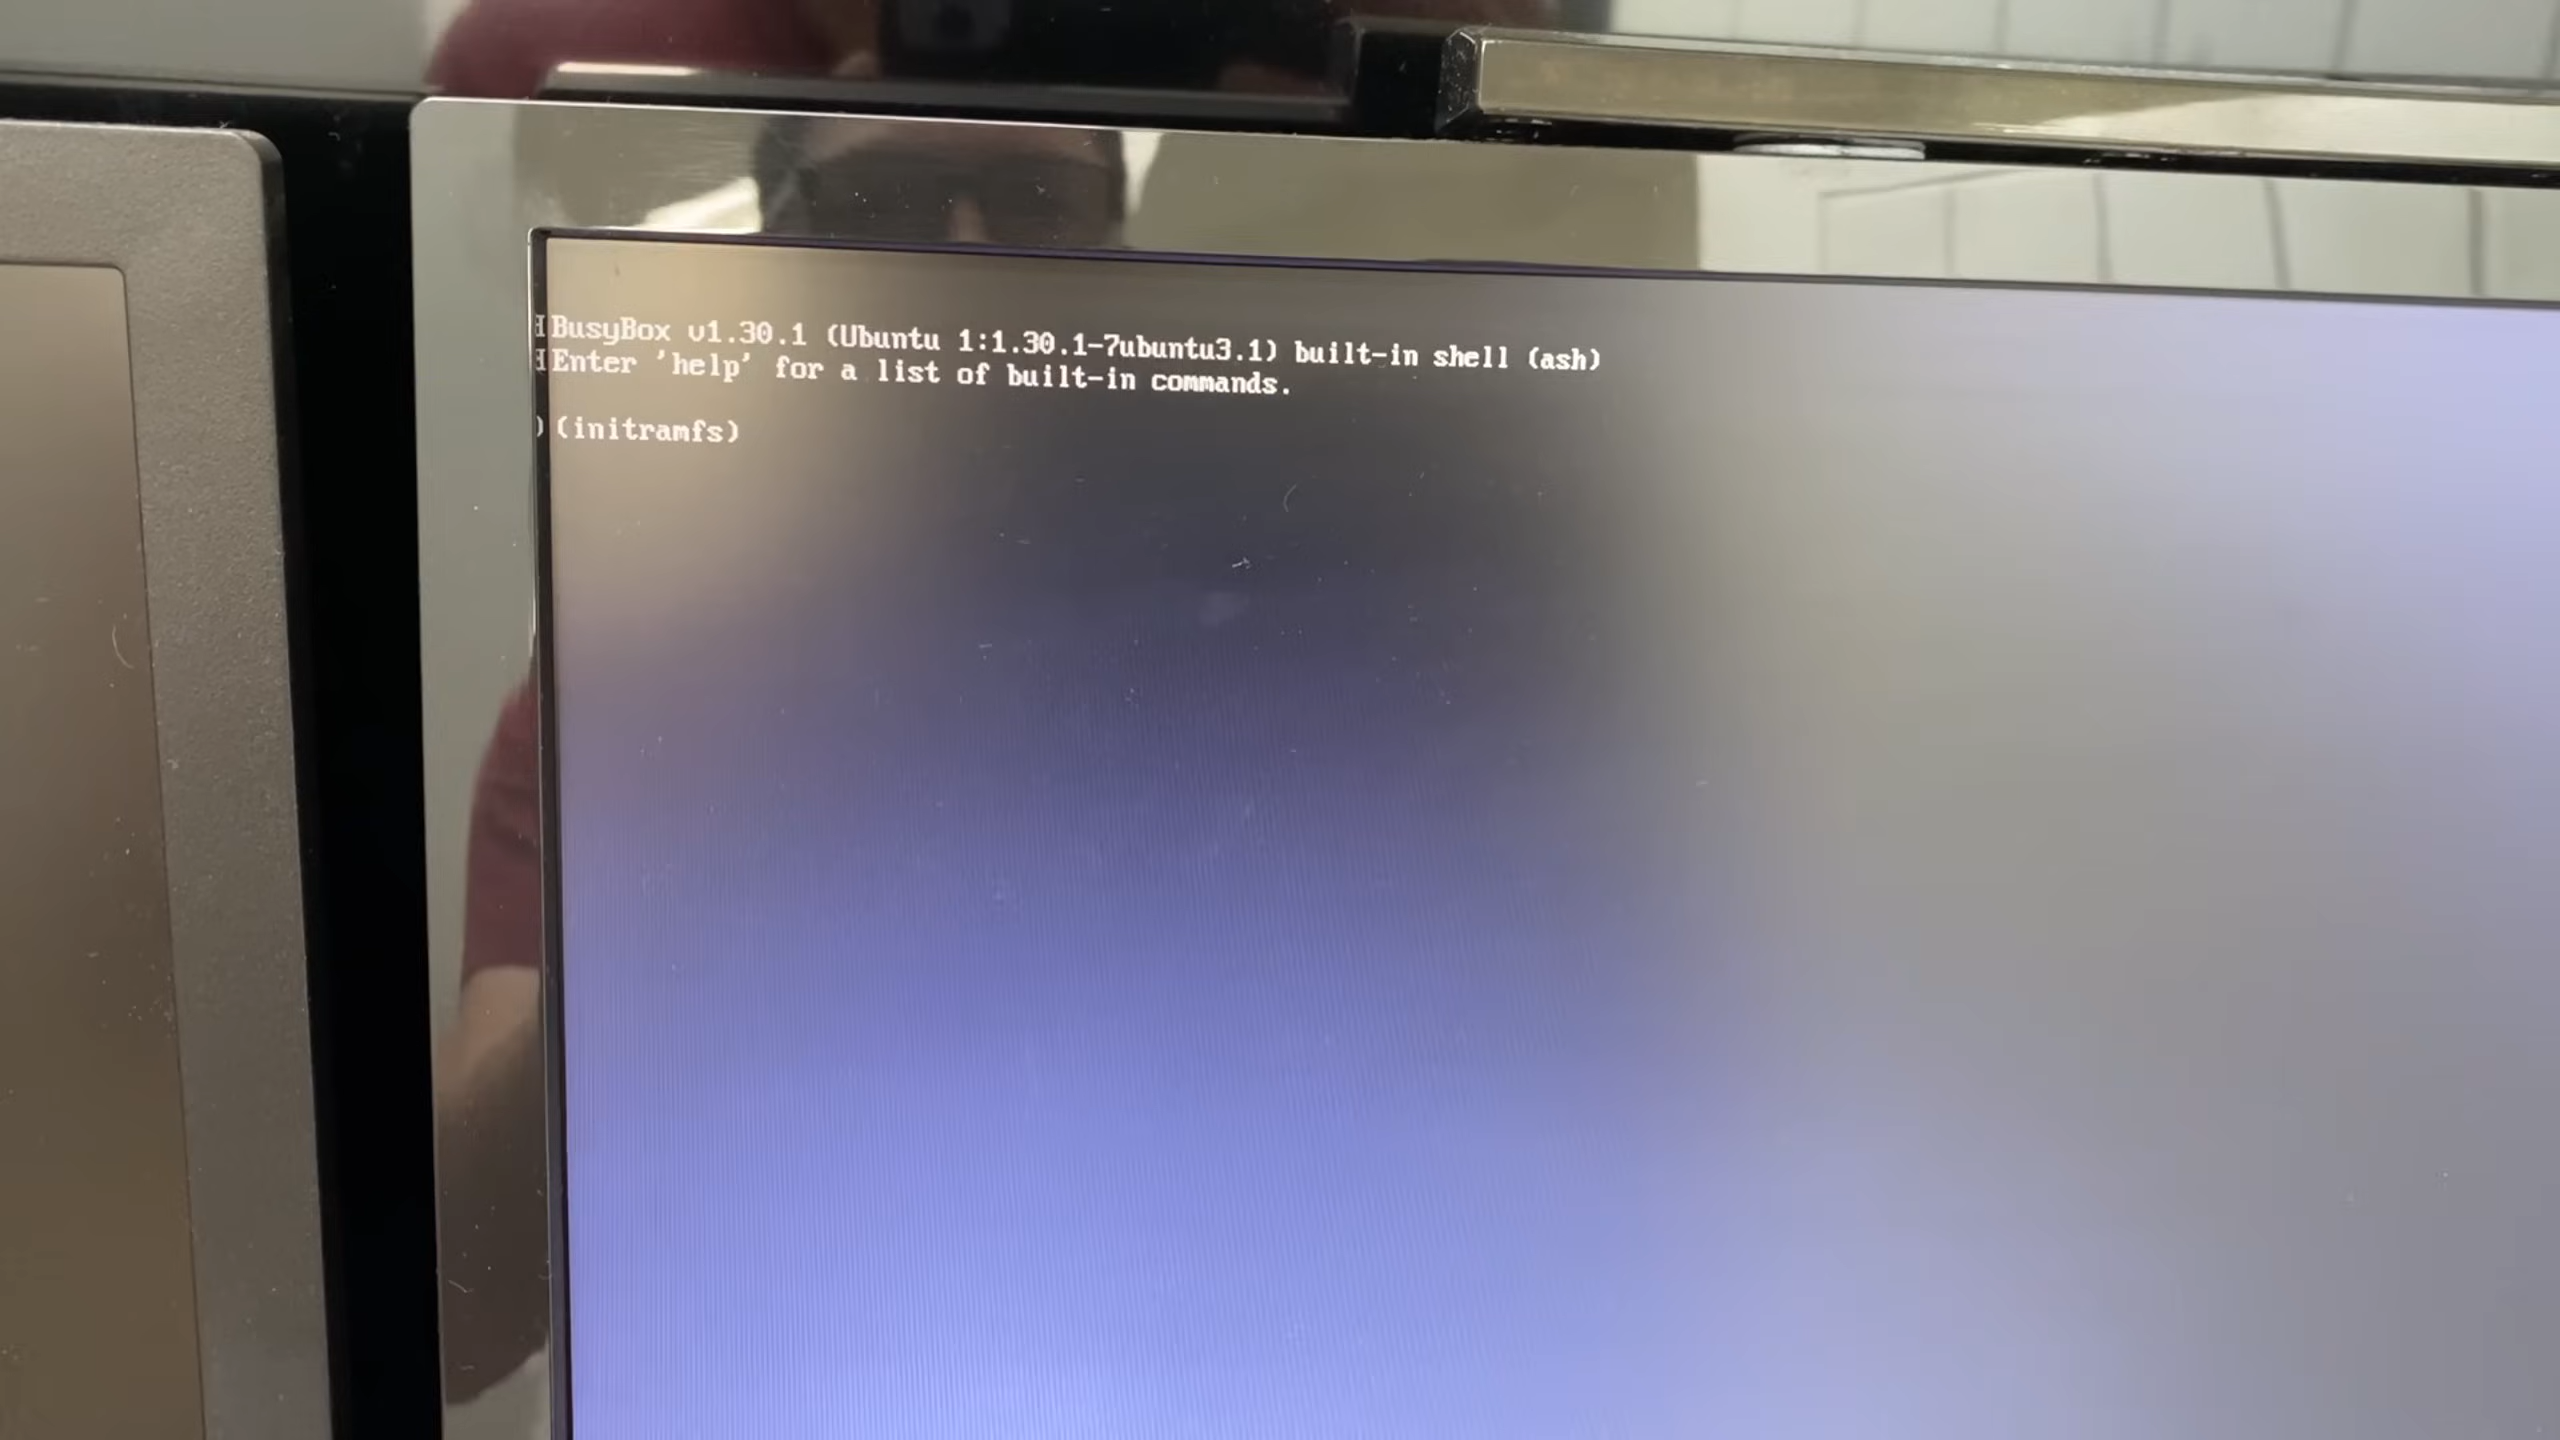 BusyBox v1.30.1 (Ubuntu 1:1.30.1-7ubuntu3.1) built-in shell (ash)
Enter 'help' for a list of built-in commands.
(initramfs)